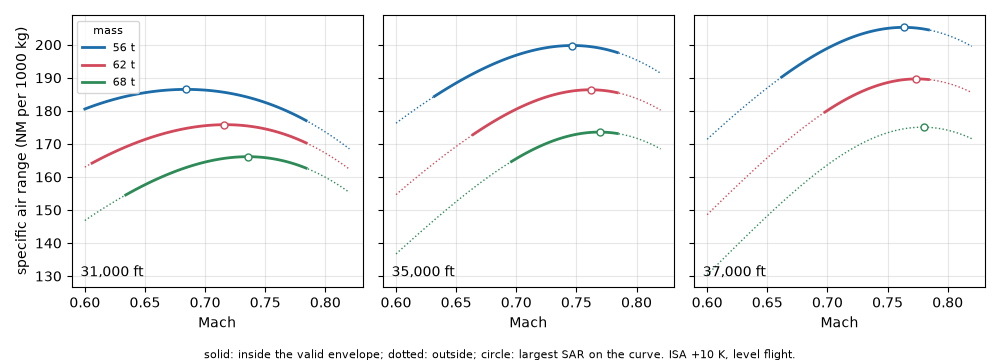 specific air range (NM per 1000 kg)
200
190
180
170
160
150
140
130
mass
56 t
62 t
68 t
31,000 ft
35,000 ft
37,000 ft
0.60 0.65 0.70 0.75 0.80
0.60 0.65 0.70 0.75 0.80
0.60 0.65 0.70 0.75 0.80
Mach
Mach
Mach
solid: inside the valid envelope; dotted: outside; circle: largest SAR on the curve. ISA +10 K, level flight.